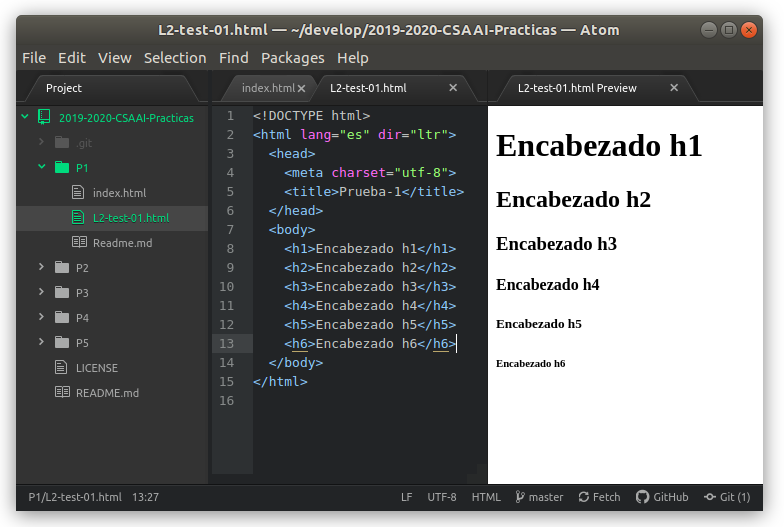 L2-test-01.html — ~/develop/2019-2020-CSAAI-Practicas — Atom
File Edit View Selection Find Packages Help
Project
index.html
L2-test-01.html
L2-test-01.html Preview
2019-2020-CSAAI-Practicas
.git
P1
index.html
L2-test-01.html
Readme.md
P2
P3
P4
P5
LICENSE
README.md
1 <!DOCTYPE html>
2 <html lang="es" dir="ltr">
3 <head>
4 <meta charset="utf-8">
5 <title>Prueba-1</title>
6 </head>
7 <body>
8 <h1>Encabezado h1</h1>
9 <h2>Encabezado h2</h2>
10 <h3>Encabezado h3</h3>
11 <h4>Encabezado h4</h4>
12 <h5>Encabezado h5</h5>
13 <h6>Encabezado h6</h6>
14 </body>
15 </html>
16
Encabezado h1
Encabezado h2
Encabezado h3
Encabezado h4
Encabezado h5
Encabezado h6
P1/L2-test-01.html 13:27 LF UTF-8 HTML master Fetch GitHub Git (1)